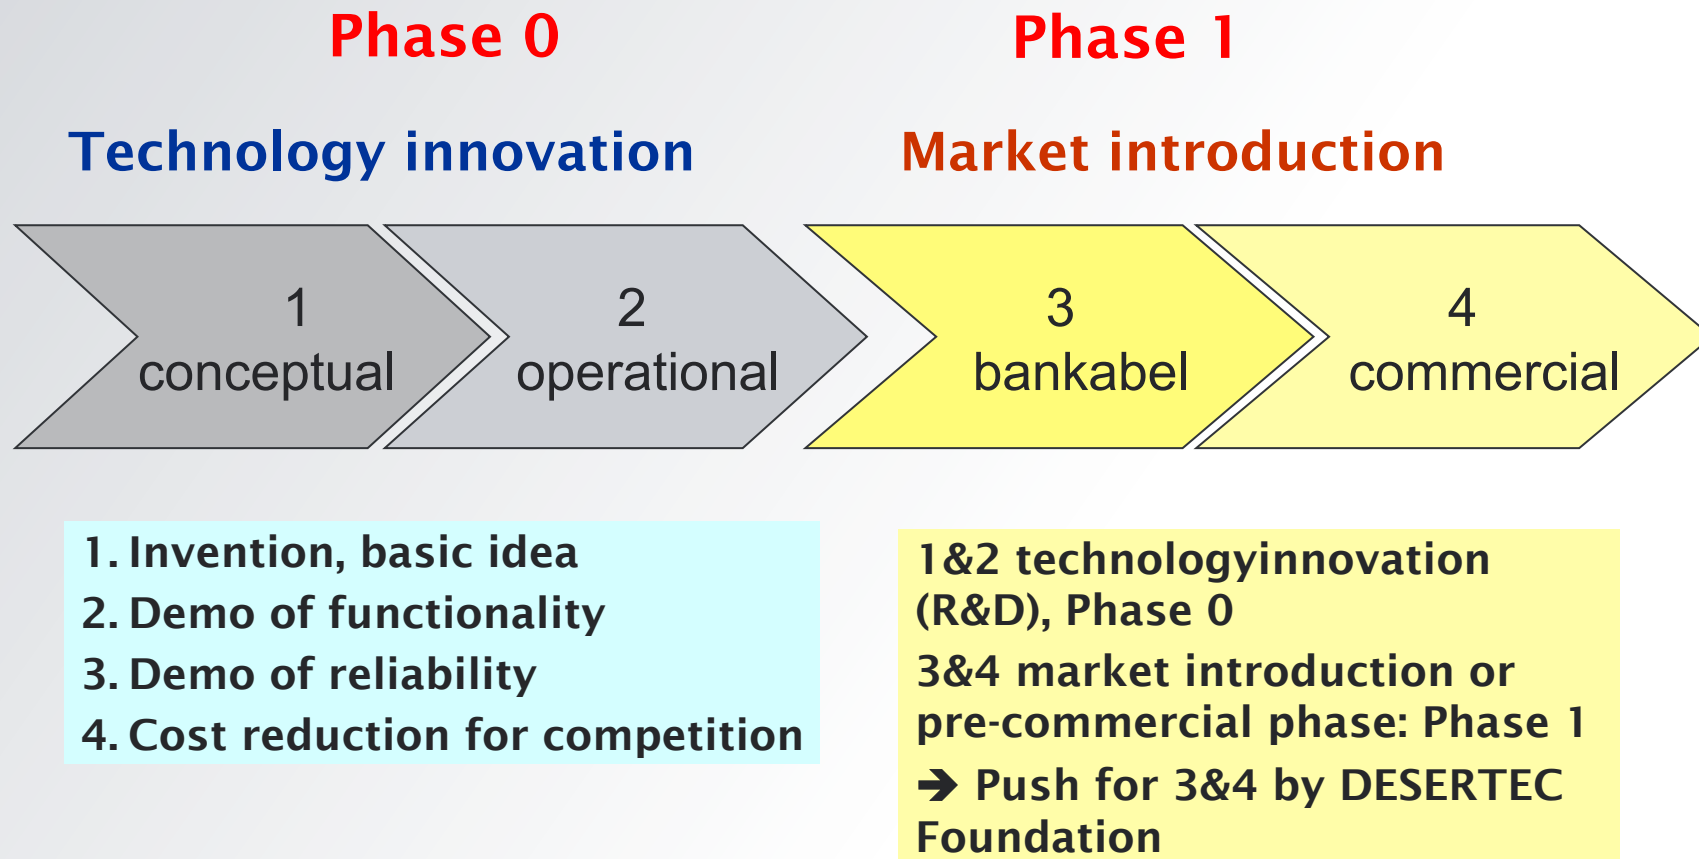 Phase 0
Phase 1
Technology innovation
Market introduction
1
conceptual
2
operational
3
bankabel
4
commercial
1. Invention, basic idea
2. Demo of functionality
3. Demo of reliability
4. Cost reduction for competition
1&2 technologyinnovation
(R&D), Phase 0
3&4 market introduction or
pre-commercial phase: Phase 1
➔ Push for 3&4 by DESERTEC
Foundation